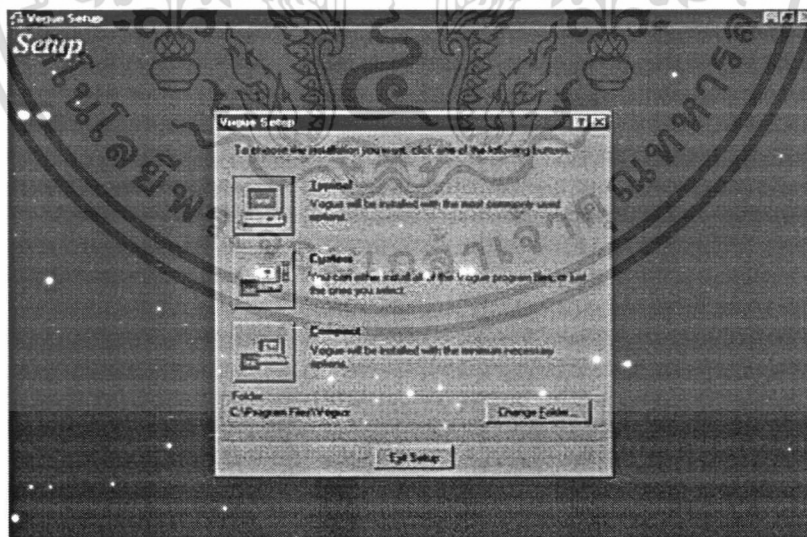 Vogue Setup
Setup
Vogue Setup
To choose the installation you want, click one of the following buttons.
Typical
Vogue will be installed with the most commonly used
options.
Custom
You can either install all of the Vogue program files, or just
the ones you select.
Compact
Vogue will be installed with the minimum necessary
options.
Folder
C:\Program Files\Vogue
Change Folder...
Exit Setup